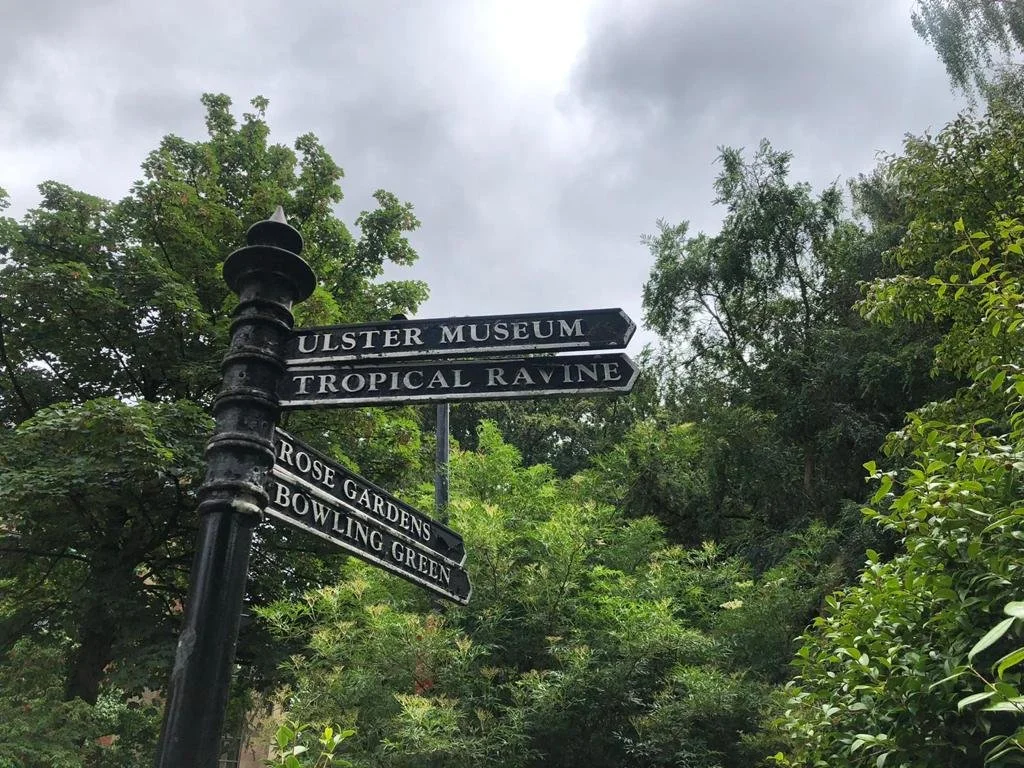 ULSTER MUSEUM
TROPICAL RAVINE
ROSE GARDENS
BOWLING GREEN